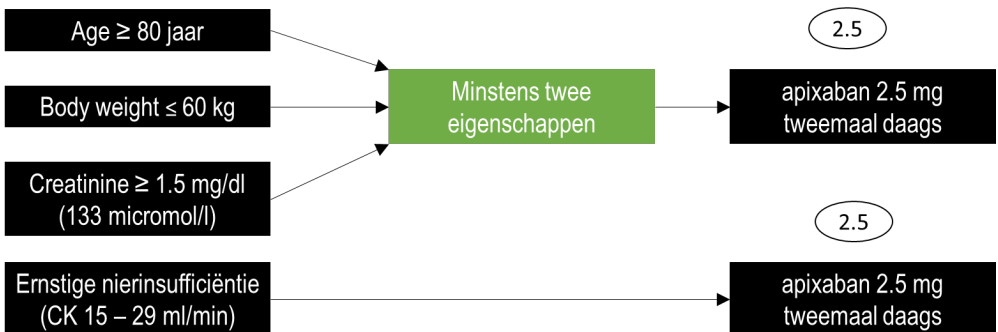 Age ≥ 80 jaar
Body weight ≤ 60 kg
Creatinine ≥ 1.5 mg/dl
(133 micromol/l)
Minstens twee
eigenschappen
2.5
apixaban 2.5 mg
tweemaal daags
Ernstige nierinsufficiëntie
(CK 15 – 29 ml/min)
2.5
apixaban 2.5 mg
tweemaal daags